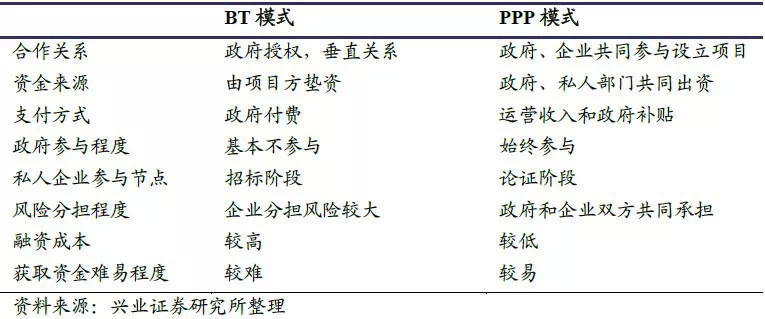 BT 模式 PPP 模式
合作关系 政府授权，垂直关系 政府、企业共同参与设立项目
资金来源 由项目方垫资 政府、私人部门共同出资
支付方式 政府付费 运营收入和政府补贴
政府参与程度 基本不参与 始终参与
私人企业参与节点 招标阶段 论证阶段
风险分担程度 企业分担风险较大 政府和企业双方共同承担
融资成本 较高 较低
获取资金难易程度 较难 较易
资料来源：兴业证券研究所整理